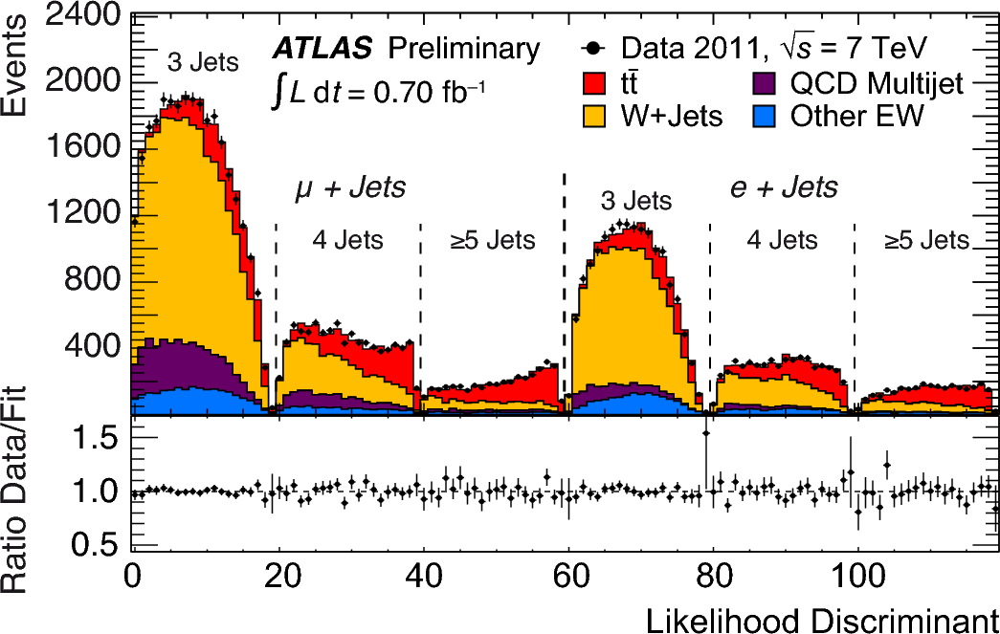 Events
2400
2000
1600
1200
800
400
ATLAS Preliminary
∫L dt = 0.70 fb⁻¹
Data 2011, √s = 7 TeV
tt̄
QCD Multijet
W+Jets
Other EW
3 Jets
μ + Jets
4 Jets
≥5 Jets
3 Jets
e + Jets
4 Jets
≥5 Jets
Ratio Data/Fit
1.5
1.0
0.5
0 20 40 60 80 100
Likelihood Discriminant